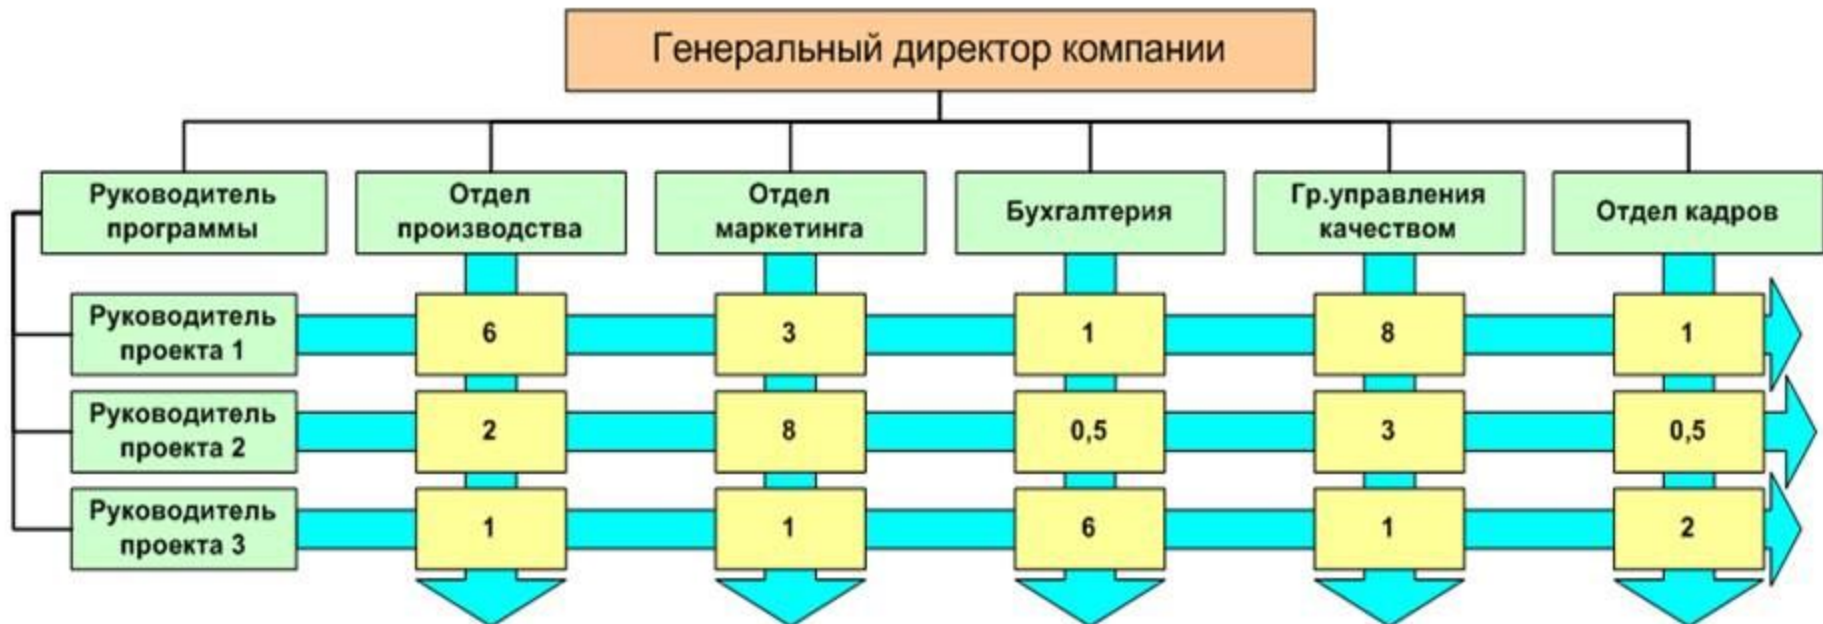 Генеральный директор компании
Руководитель
программы
Отдел
производства
Отдел
маркетинга
Бухгалтерия
Гр.управления
качеством
Отдел кадров
Руководитель
проекта 1
6
3
1
8
1
Руководитель
проекта 2
2
8
0,5
3
0,5
Руководитель
проекта 3
1
1
6
1
2